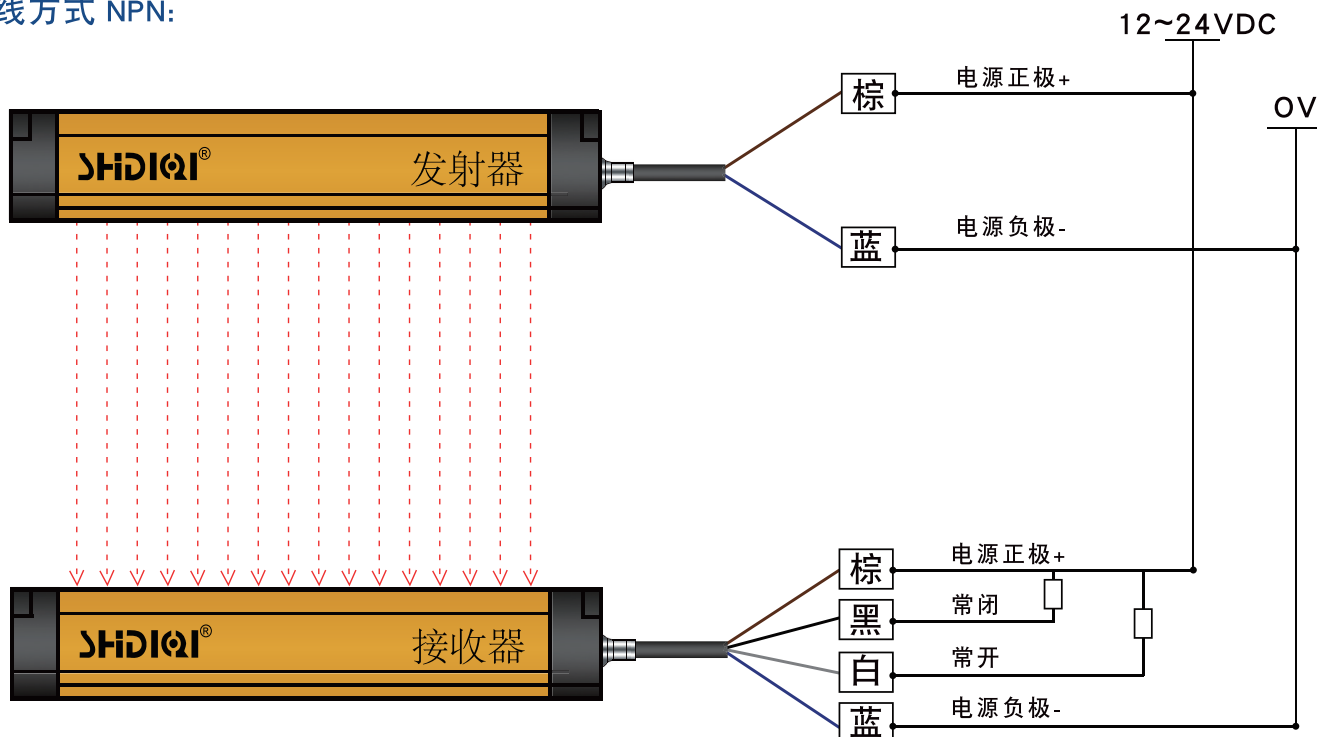 线方式 NPN:
12~24VDC
棕 电源正极+
0V
SHDIQI® 发射器
蓝 电源负极-
棕 电源正极+
黑 常闭
SHDIQI® 接收器
白 常开
蓝 电源负极-